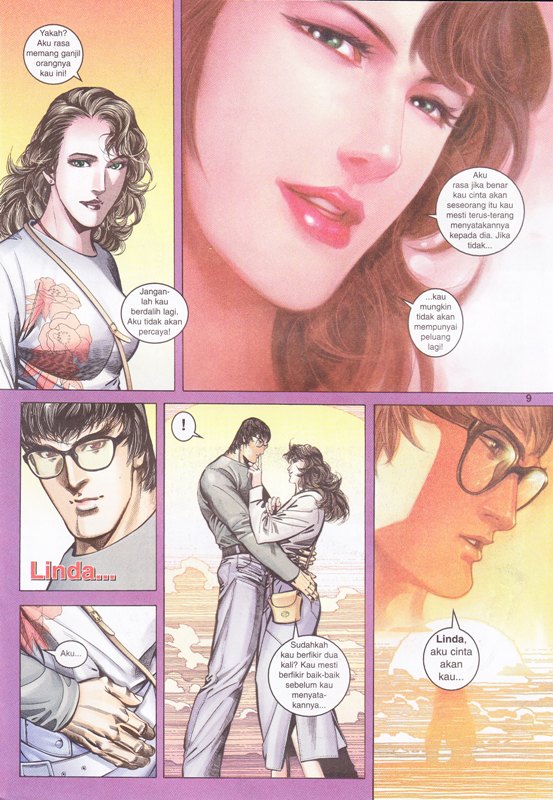 Yakah?
Aku rasa
memang ganjil
orangnya
kau ini!
Jangan-
lah kau
berdalih lagi.
Aku tidak akan
percaya!
Aku
rasa jika benar
kau cinta akan
seseorang itu kau
mesti terus-terang
menyatakannya
kepada dia. Jika
tidak...
...kau
mungkin
tidak akan
mempunyai
peluang
lagi!
9
Linda...
Aku...
!
Sudahkah
kau berfikir dua
kali? Kau mesti
berfikir baik-baik
sebelum kau
menyata-
kannya...
Linda,
aku cinta
akan
kau...